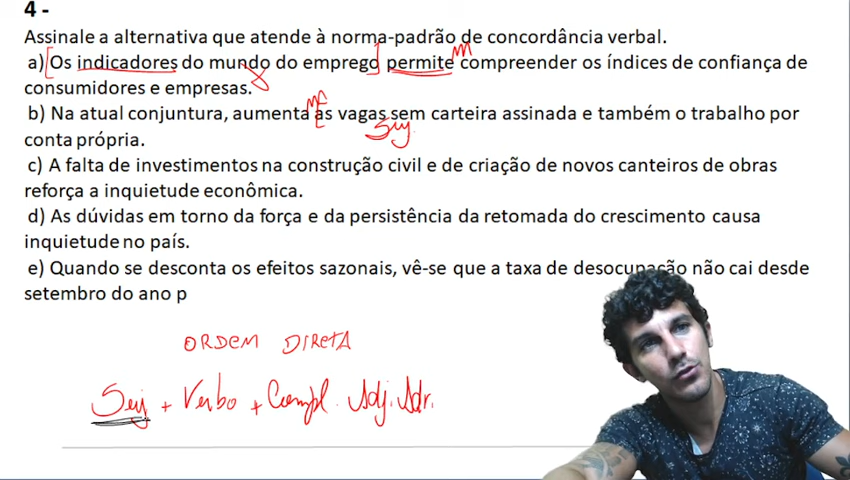 4 -
Assinale a alternativa que atende à norma-padrão de concordância verbal.
a) [Os indicadores do mundo do emprego] permite m compreender os índices de confiança de
consumidores e empresas.
b) Na atual conjuntura, aumenta m [as vagas sem carteira assinada e também o trabalho por
Suj.
conta própria.
c) A falta de investimentos na construção civil e de criação de novos canteiros de obras
reforça a inquietude econômica.
d) As dúvidas em torno da força e da persistência da retomada do crescimento causa
inquietude no país.
e) Quando se desconta os efeitos sazonais, vê-se que a taxa de desocupação não cai desde
setembro do ano p
ORDEM DIRETA
Suj + Verbo + Compl. Adj. Adv.